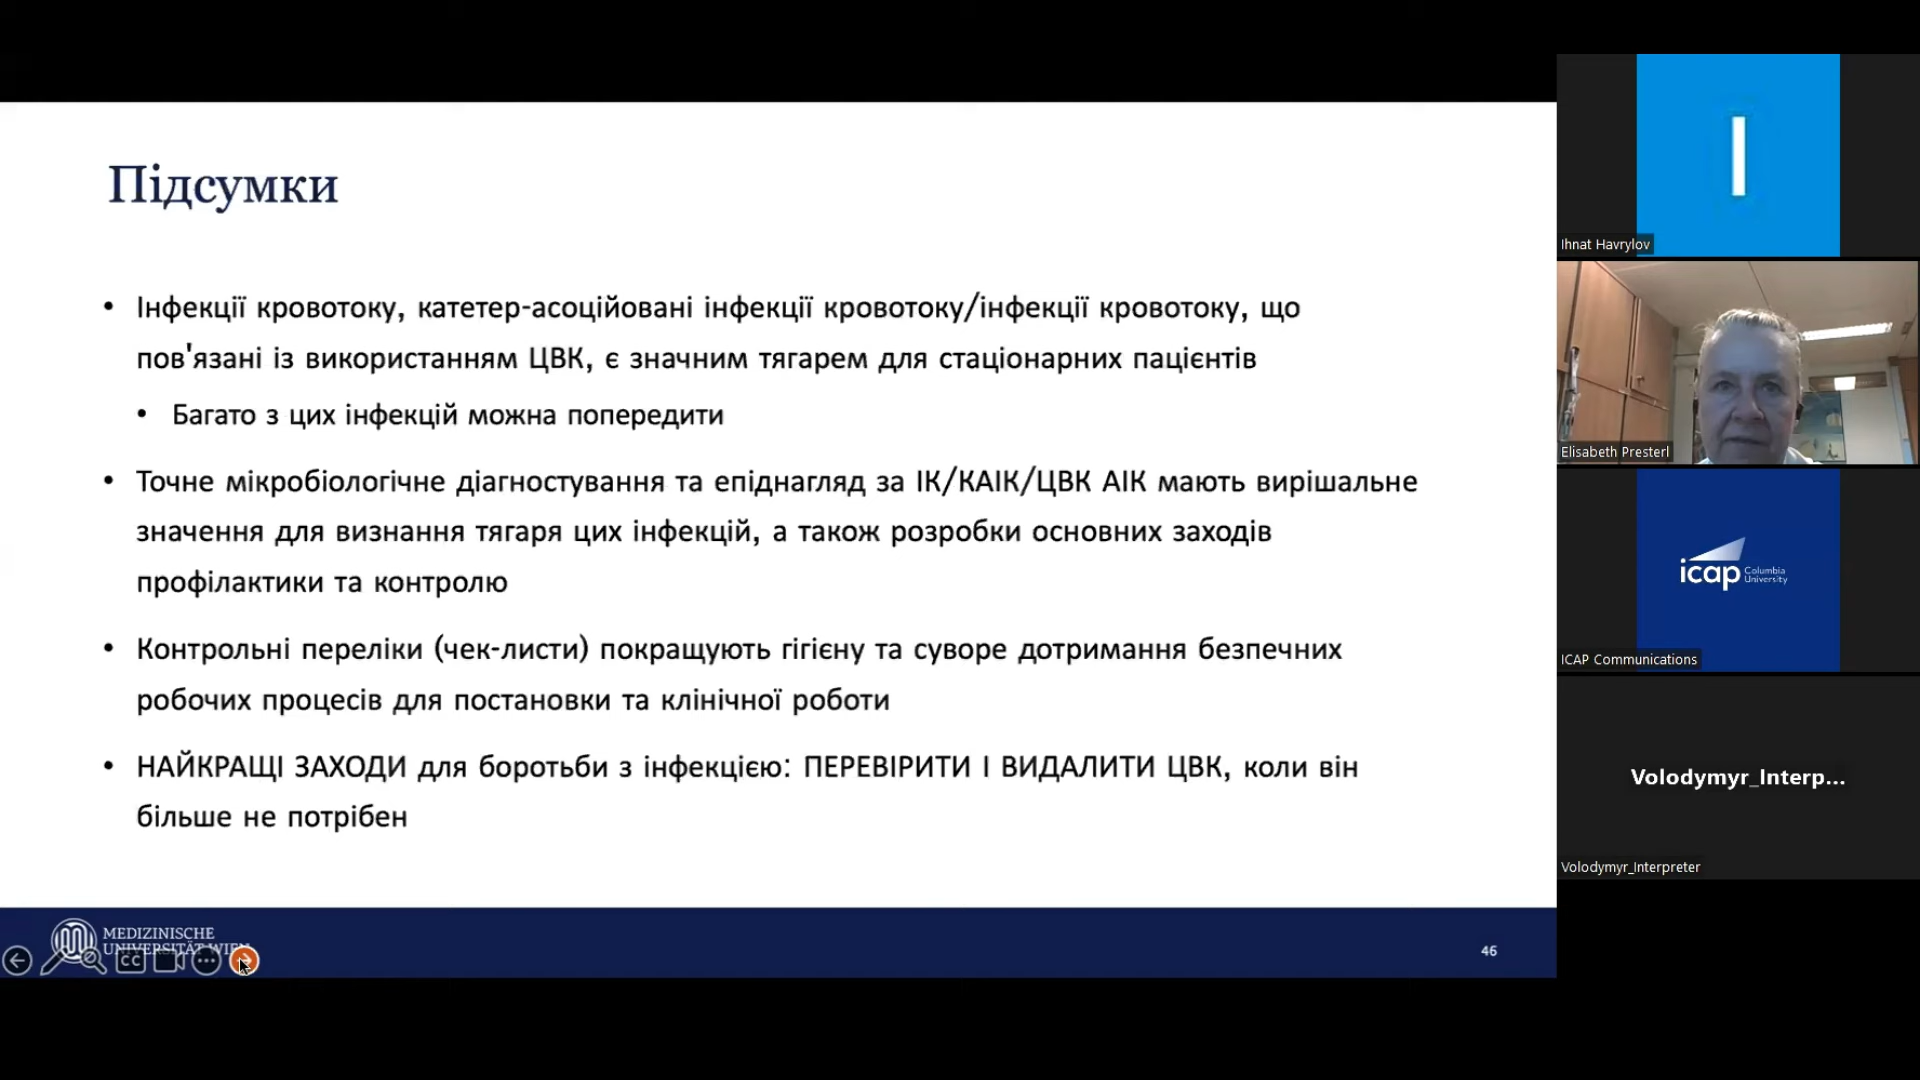 Підсумки
• Інфекції кровотоку, катетер-асоційовані інфекції кровотоку/інфекції кровотоку, що
пов'язані із використанням ЦВК, є значним тягарем для стаціонарних пацієнтів
• Багато з цих інфекцій можна попередити
• Точне мікробіологічне діагностування та епіднагляд за ІК/КАІК/ЦВК АІК мають вирішальне
значення для визнання тягаря цих інфекцій, а також розробки основних заходів
профілактики та контролю
• Контрольні переліки (чек-листи) покращують гігієну та суворе дотримання безпечних
робочих процесів для постановки та клінічної роботи
• НАЙКРАЩІ ЗАХОДИ для боротьби з інфекцією: ПЕРЕВІРИТИ І ВИДАЛИТИ ЦВК, коли він
більше не потрібен
MEDIZINISCHE
UNIVERSITÄT WIEN
CC
46
I
Ihnat Havrylov
Elisabeth Presterl
icap Columbia
University
ICAP Communications
Volodymyr_Interp...
Volodymyr_Interpreter